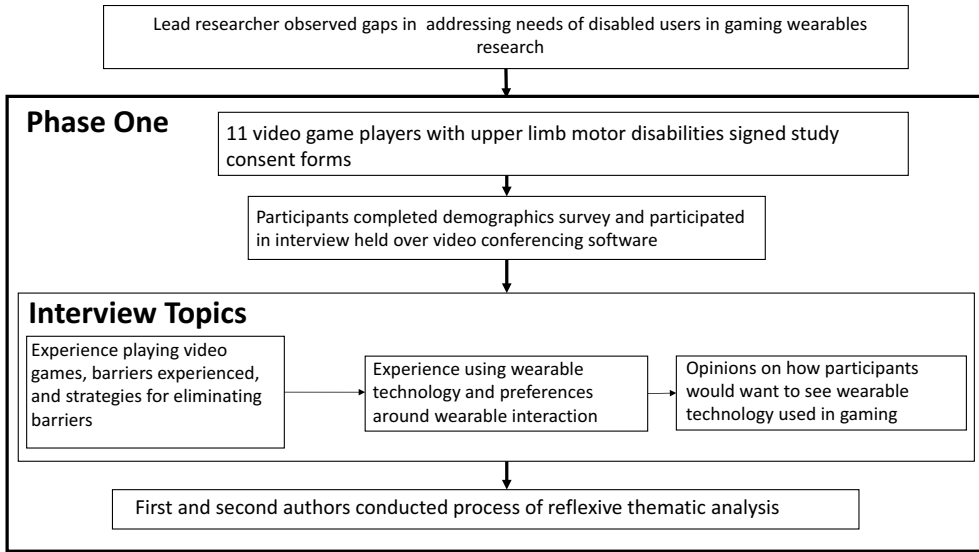 Lead researcher observed gaps in addressing needs of disabled users in gaming wearables
research
Phase One
11 video game players with upper limb motor disabilities signed study
consent forms
Participants completed demographics survey and participated
in interview held over video conferencing software
Interview Topics
Experience playing video
games, barriers experienced,
and strategies for eliminating
barriers
Experience using wearable
technology and preferences
around wearable interaction
Opinions on how participants
would want to see wearable
technology used in gaming
First and second authors conducted process of reflexive thematic analysis